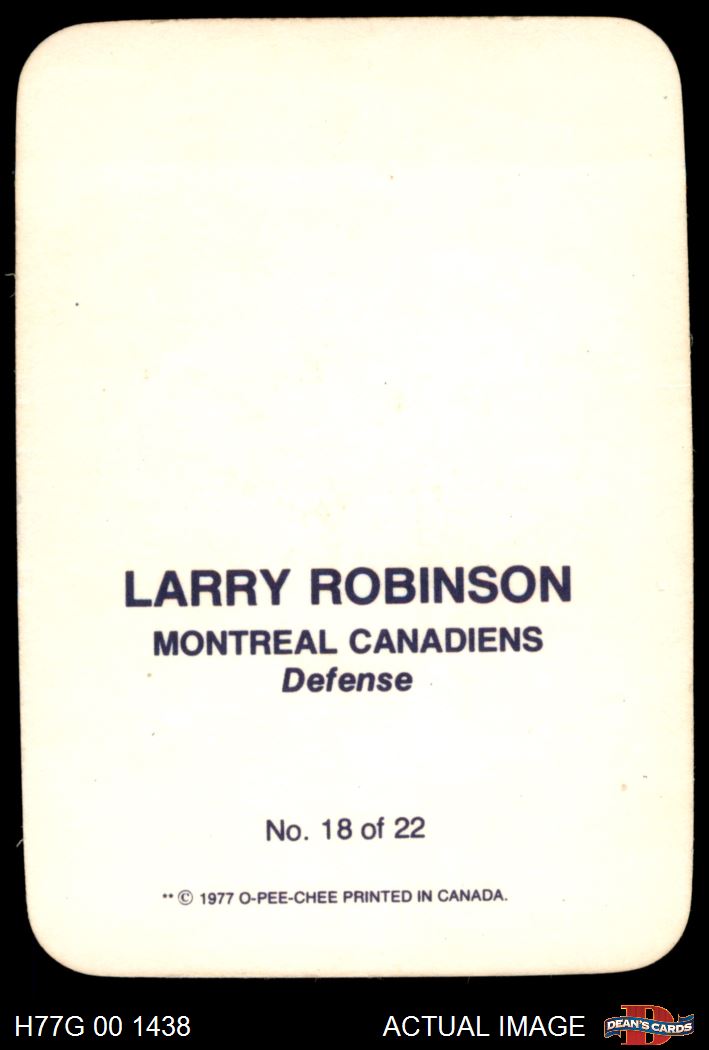 LARRY ROBINSON
MONTREAL CANADIENS
Defense
No. 18 of 22
** © 1977 O-PEE-CHEE PRINTED IN CANADA.
H77G 00 1438
ACTUAL IMAGE
D
DEAN'S CARDS